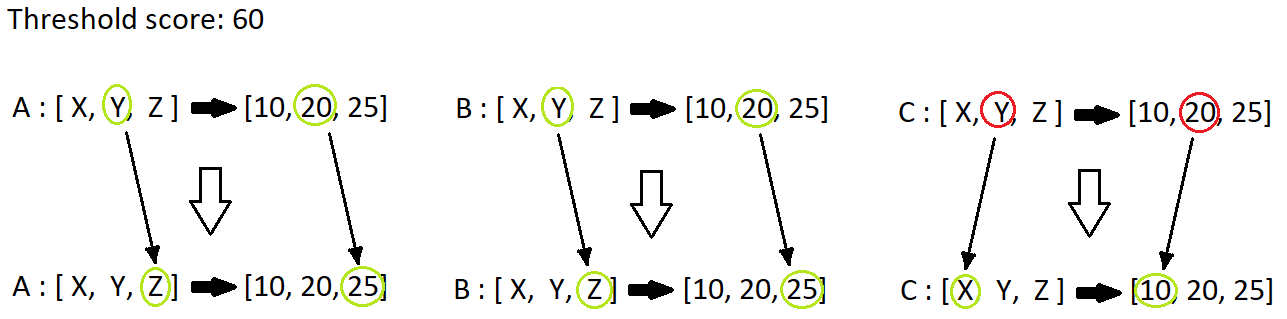 Threshold score: 60
A : [ X, Y, Z ] [10, 20, 25] B : [ X, Y, Z ] [10, 20, 25] C : [ X, Y, Z ] [10, 20, 25]
A : [ X, Y, Z ] [10, 20, 25] B : [ X, Y, Z ] [10, 20, 25] C : [ X Y, Z ] [10, 20, 25]